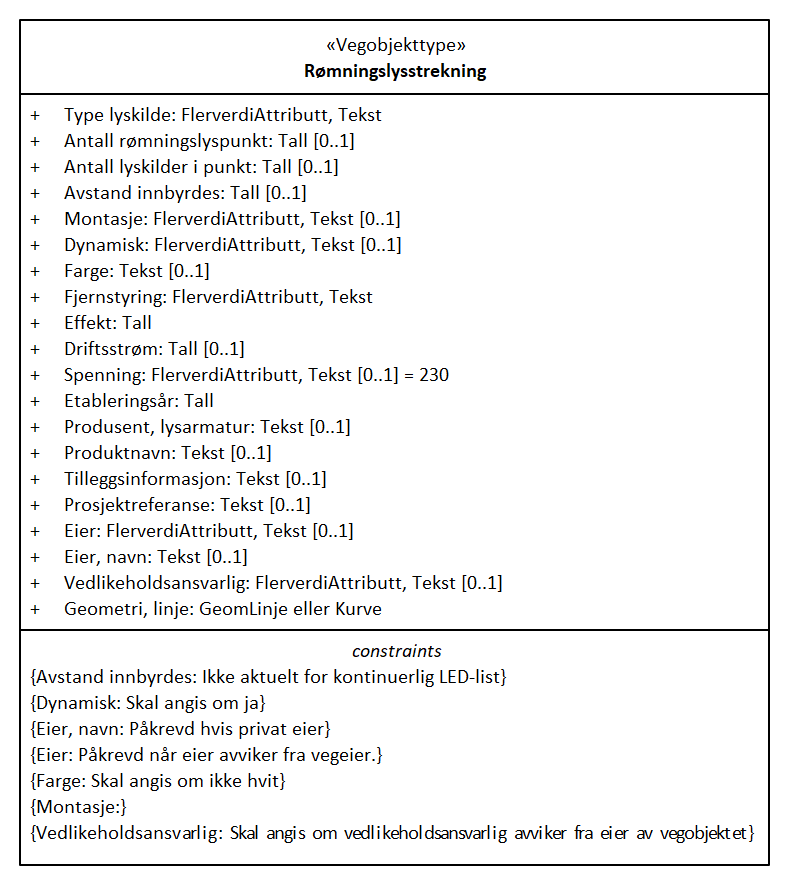 «Vegobjekttype»
Rømningslysstrekning
+ Type lyskilde: FlerverdiAttributt, Tekst
+ Antall rømningslyspunkt: Tall [0..1]
+ Antall lyskilder i punkt: Tall [0..1]
+ Avstand innbyrdes: Tall [0..1]
+ Montasje: FlerverdiAttributt, Tekst [0..1]
+ Dynamisk: FlerverdiAttributt, Tekst [0..1]
+ Farge: Tekst [0..1]
+ Fjernstyring: FlerverdiAttributt, Tekst
+ Effekt: Tall
+ Driftsstrøm: Tall [0..1]
+ Spenning: FlerverdiAttributt, Tekst [0..1] = 230
+ Etableringsår: Tall
+ Produsent, lysarmatur: Tekst [0..1]
+ Produktnavn: Tekst [0..1]
+ Tilleggsinformasjon: Tekst [0..1]
+ Prosjektreferanse: Tekst [0..1]
+ Eier: FlerverdiAttributt, Tekst [0..1]
+ Eier, navn: Tekst [0..1]
+ Vedlikeholdsansvarlig: FlerverdiAttributt, Tekst [0..1]
+ Geometri, linje: GeomLinje eller Kurve
constraints
{Avstand innbyrdes: Ikke aktuelt for kontinuerlig LED-list}
{Dynamisk: Skal angis om ja}
{Eier, navn: Påkrevd hvis privat eier}
{Eier: Påkrevd når eier avviker fra vegeier.}
{Farge: Skal angis om ikke hvit}
{Montasje:}
{Vedlikeholdsansvarlig: Skal angis om vedlikeholdsansvarlig avviker fra eier av vegobjektet}